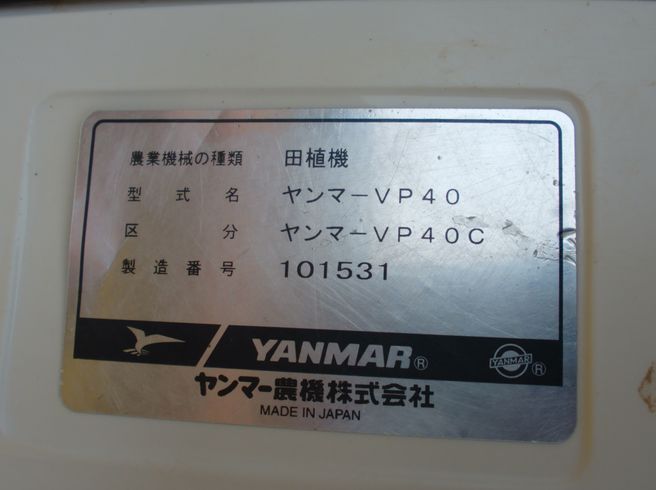 農業機械の種類 田植機
型式名 ヤンマーVP40
区分 ヤンマーVP40C
製造番号 101531
YANMAR® YANMAR®
ヤンマー農機株式会社
MADE IN JAPAN